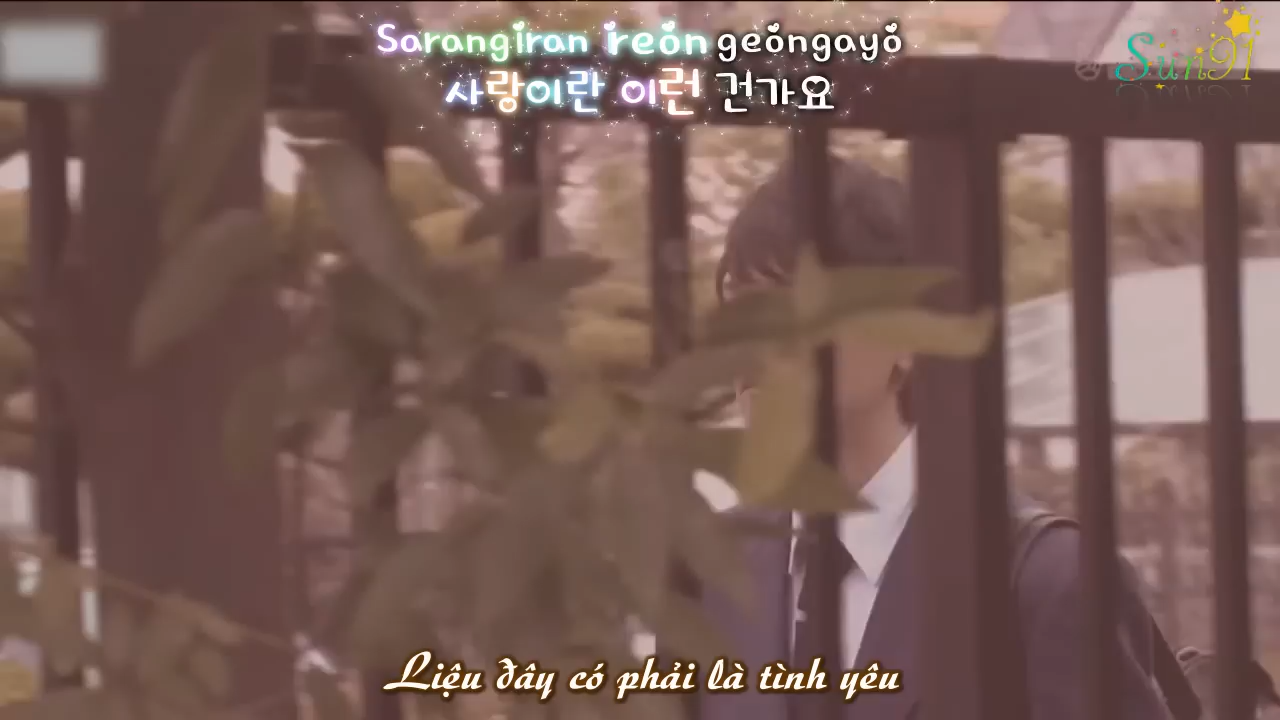 Sarangiran ireon geongayo
사랑이란 이런 건가요
Sun91
Liệu đây có phải là tình yêu